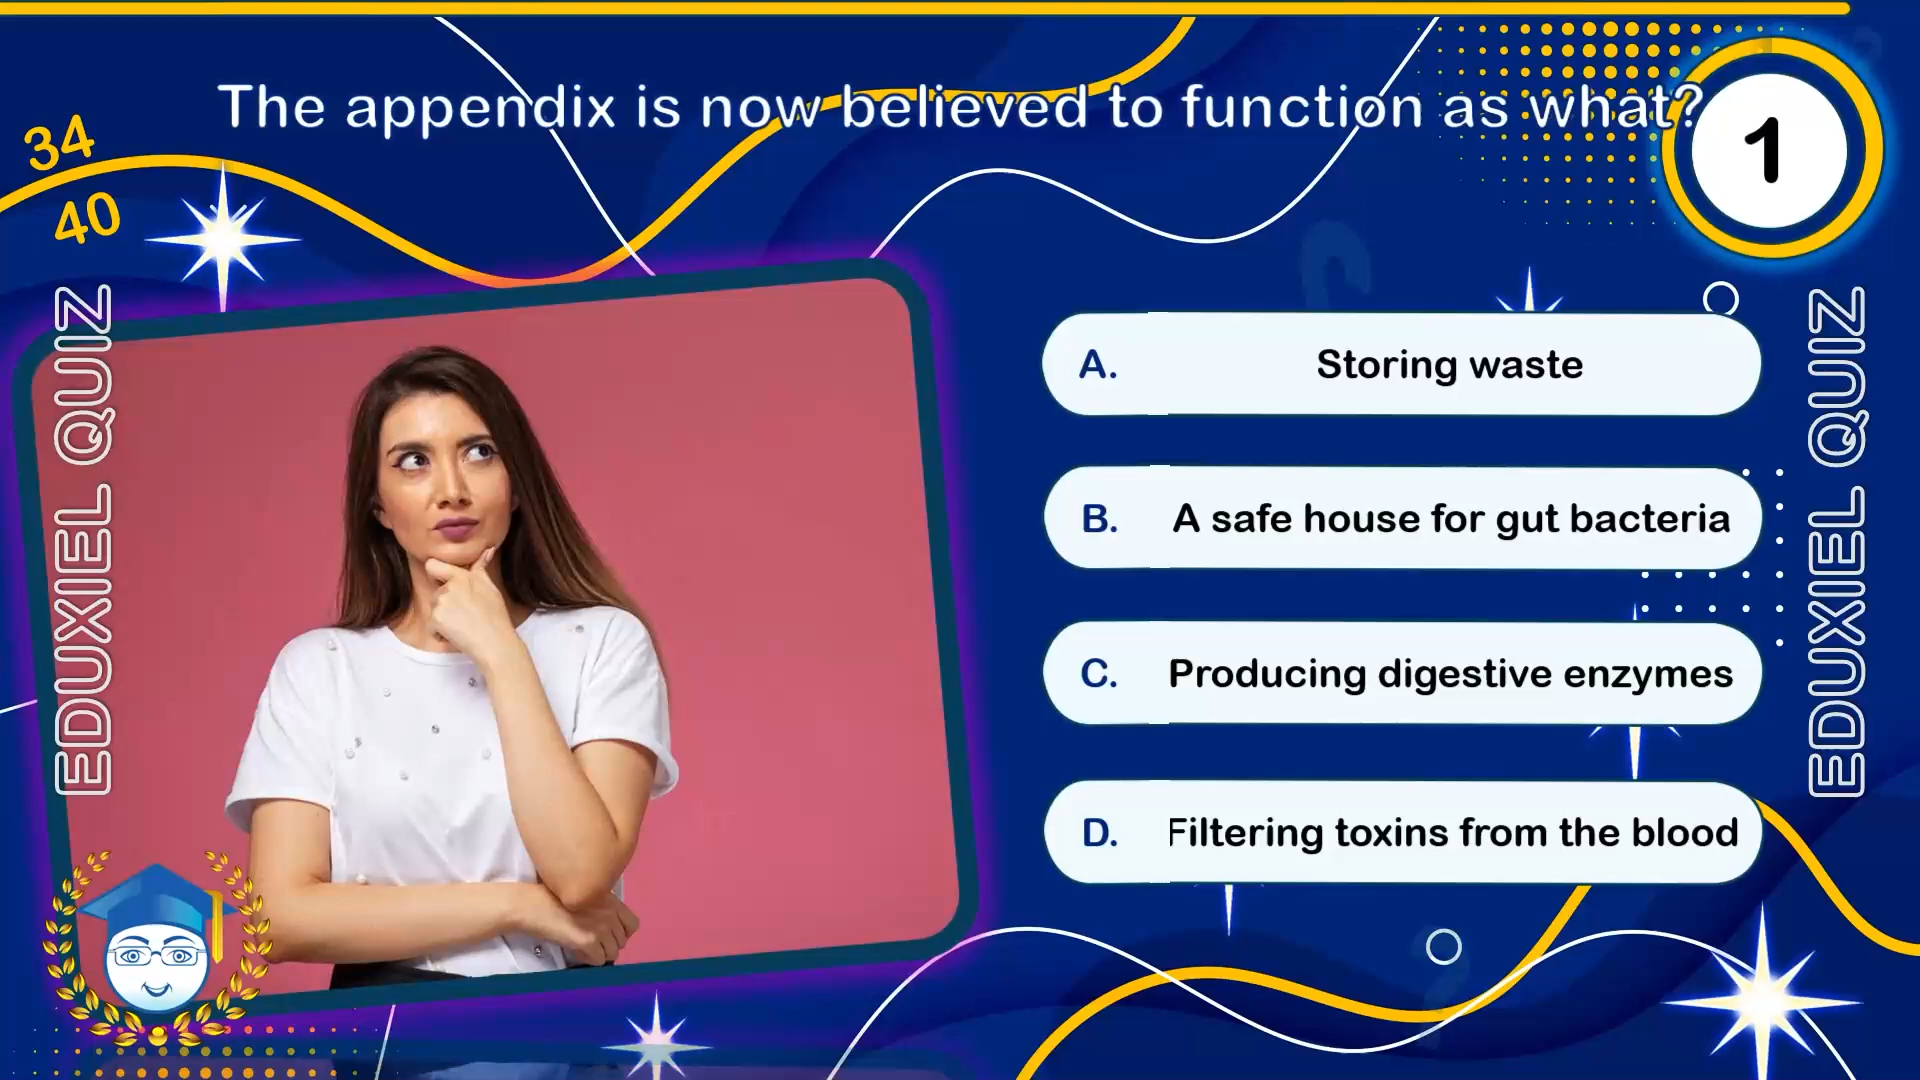 The appendix is now believed to function as what?
1
34
40
EDUXIEL QUIZ
A. Storing waste
B. A safe house for gut bacteria
C. Producing digestive enzymes
D. Filtering toxins from the blood
EDUXIEL QUIZ